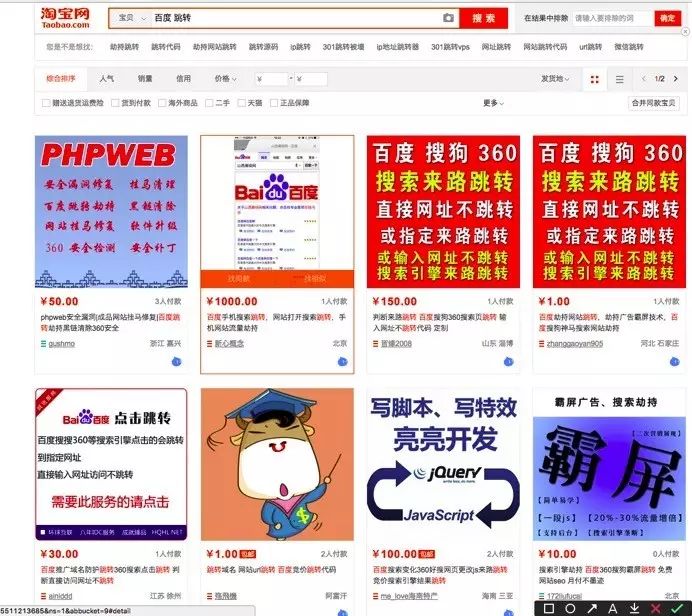 淘宝网
Taobao.com
宝贝
百度 跳转
搜 索
在结果中排除
请输入要排除的词
确定
您是不是想找：
劫持跳转
跳转代码
劫持网站跳转
跳转源码
ip跳转
301跳转被墙
ip地址跳转器
301跳转vps
网址跳转
网站跳转代码
url跳转
微信跳转
综合排序
人气
销量
信用
价格
¥
-
¥
发货地
1/2
赠送退货运费险
货到付款
海外商品
二手
天猫
正品保障
更多
合并同款宝贝
PHPWEB
安全漏洞修复 挂马清理
百度跳转劫持 黑链清除
网站挂马修复 软件升级
360 安全检测 安全补丁
¥50.00
3人付款
phpweb安全漏洞|成品网站挂马修复|百度跳
转劫持黑链清除360安全
gushmo
浙江 嘉兴
Bai du 百度
找同款
找相似
¥1000.00
1人付款
百度手机搜索跳转，网站打开搜索跳转，手
机网站流量劫持
新心概念
北京
百度 搜狗 360
搜索来路跳转
直接网址不跳转
或指定来路跳转
或输入网址不跳转
搜索引擎来路跳转
¥150.00
1人付款
判断来路跳转 百度搜狗360搜索页跳转 输
入网址不跳转代码 定制
贸臻2008
山东 淄博
百度 搜狗 360
搜索来路跳转
直接网址不跳转
或指定来路跳转
或输入网址不跳转
搜索引擎来路跳转
¥1.00
1人付款
百度劫持网站跳转，劫持广告霸屏技术，百
度搜狗神马搜索网站劫持
zhanggaoyan905
河北 石家庄
Bai du 百度 点击跳转
百度搜搜360等搜索引擎点击的会跳转
到指定网址
直接输入网址访问不跳转
需要此服务的请点击
环球互联
八年IDC服务
成就臻品
HQHL.NET
¥30.00
1人付款
百度推广域名防护跳转360搜索点击跳转 判
断直接访问网址不跳转
ainiddd
江苏 徐州
¥1.00
包邮
2人付款
跳转域名 网站url跳转 百度竞价跳转代码
阿富汗
写脚本、写特效
亮亮开发
jQuery
write less, do more.
JavaScript
¥100.00
包邮
2人付款
百度搜索变化360好搜网页更改js来路跳转
竞价搜索引擎结果跳转
me_love海南特产
海南 三亚
霸屏广告、搜索劫持
霸屏
【二次营销展现】
【简单易学】
【一段js】
【20%-30%流量增倍】
【支持后台】
【搜索引擎垄断】
¥10.00
0人付款
搜索引擎劫持 百度360搜狗霸屏跳转 免费
网站seo 月付不墨迹
172liufucai
北京
5511213685&ns=1&abbucket=9#detail